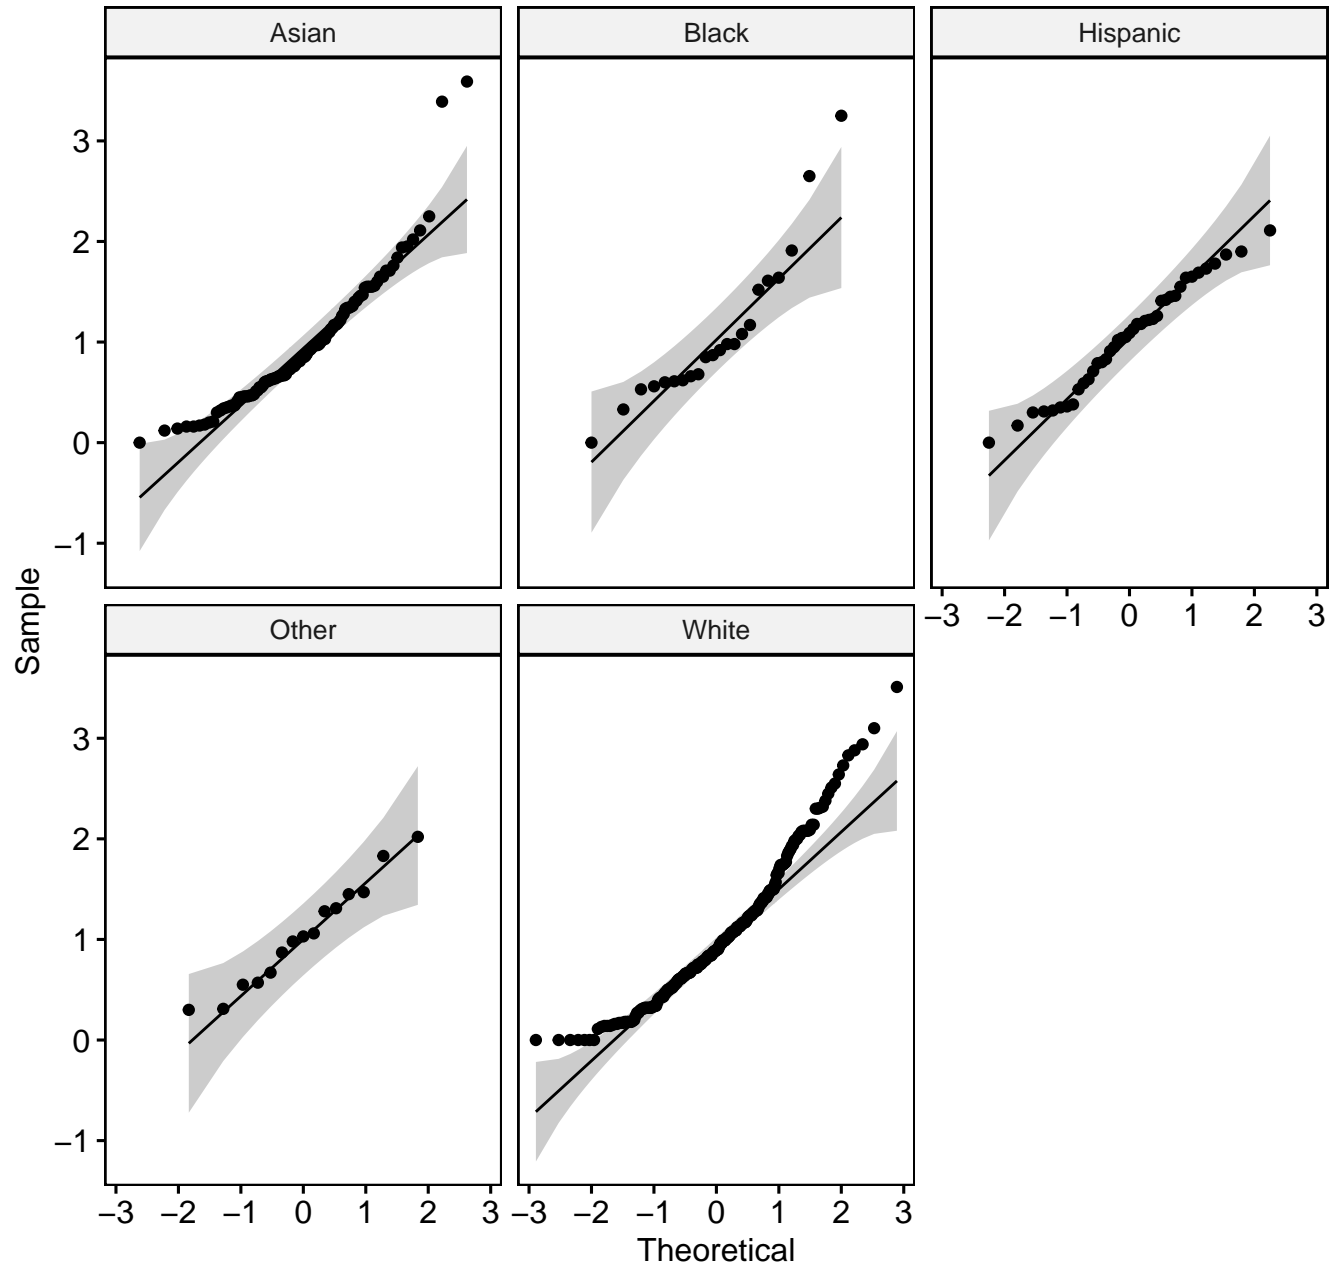 Asian Black Hispanic
3
2
1
0
−1
−3 −2 −1 0 1 2 3
Sample
Other White
3
2
1
0
−1
−3 −2 −1 0 1 2 3 −3 −2 −1 0 1 2 3
Theoretical